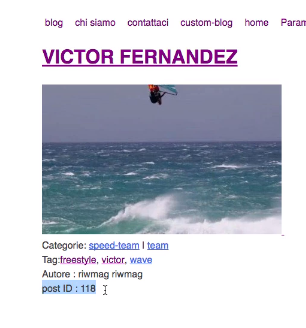 blog chi siamo contattaci custom-blog home Param
VICTOR FERNANDEZ
Categorie: speed-team | team
Tag:freestyle, victor, wave
Autore : riwmag riwmag
post ID : 118